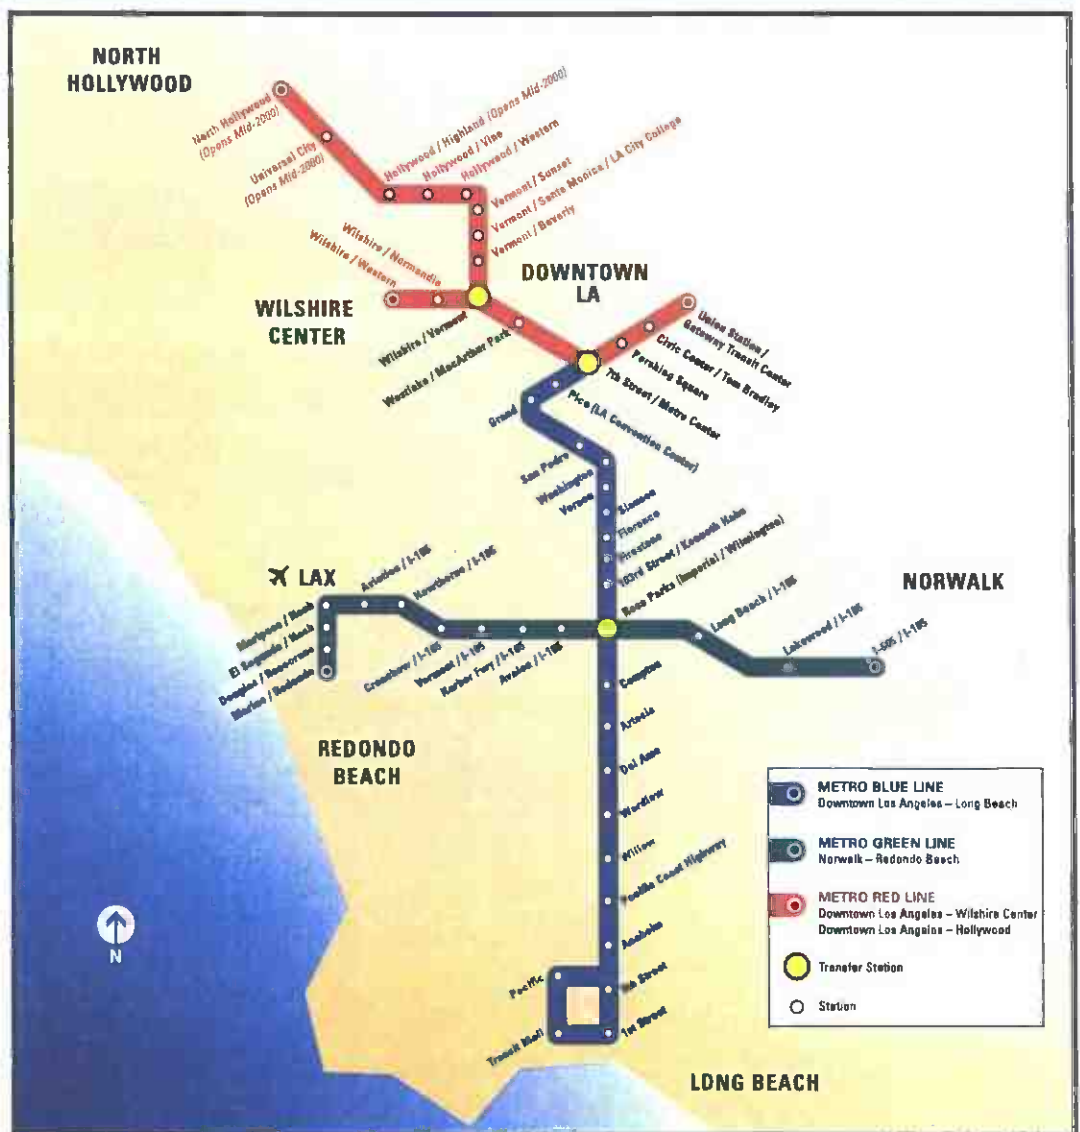 NORTH
HOLLYWOOD
North Hollywood
(Opens Mid-2000)
Universal City
(Opens Mid-2000)
Hollywood / Highland (Opens Mid-2000)
Hollywood / Vine
Hollywood / Western
Vermont / Sunset
Vermont / Santa Monica / LA City College
Vermont / Beverly
Wilshire / Normandie
Wilshire / Western
WILSHIRE
CENTER
DOWNTOWN
LA
Wilshire / Vermont
Westlake / MacArthur Park
Union Station /
Gateway Transit Center
Civic Center / Tom Bradley
Pershing Square
7th Street / Metro Center
Pico (LA Convention Center)
Grand
San Pedro
Washington
Vernon
Slauson
Florence
Firestone
103rd Street / Kenneth Hahn
Rosa Parks (Imperial / Wilmington)
LAX
Aviation / I-105
Hawthorne / I-105
Mariposa / Nash
El Segundo / Nash
Douglas / Rosecrans
Marine / Redondo
Crenshaw / I-105
Vermont / I-105
Harbor Fwy / I-105
Avalon / I-105
Long Beach / I-105
Lakewood / I-105
I-605 / I-105
NORWALK
REDONDO
BEACH
Compton
Artesia
Del Amo
Wardlow
Willow
Pacific Coast Highway
Anaheim
5th Street
1st Street
Pacific
Transit Mall
LONG BEACH
N
METRO BLUE LINE
Downtown Los Angeles – Long Beach
METRO GREEN LINE
Norwalk – Redondo Beach
METRO RED LINE
Downtown Los Angeles – Wilshire Center
Downtown Los Angeles – Hollywood
Transfer Station
Station